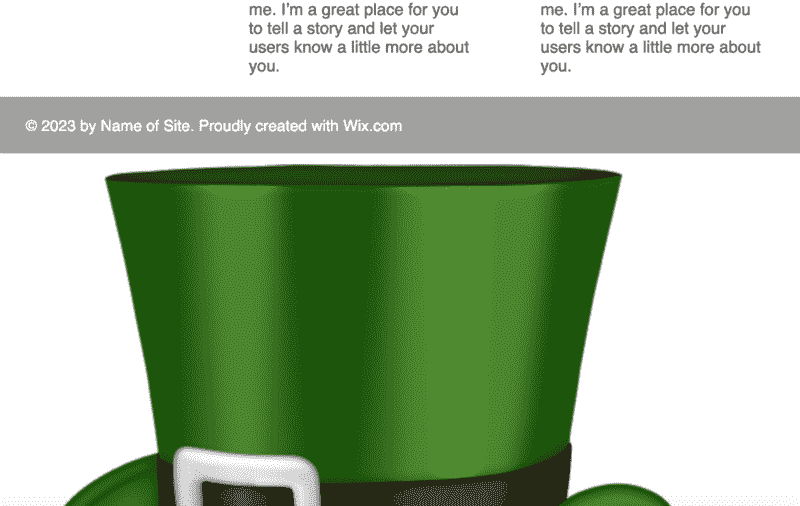 me. I'm a great place for you
to tell a story and let your
users know a little more about
you.
me. I'm a great place for you
to tell a story and let your
users know a little more about
you.
© 2023 by Name of Site. Proudly created with Wix.com